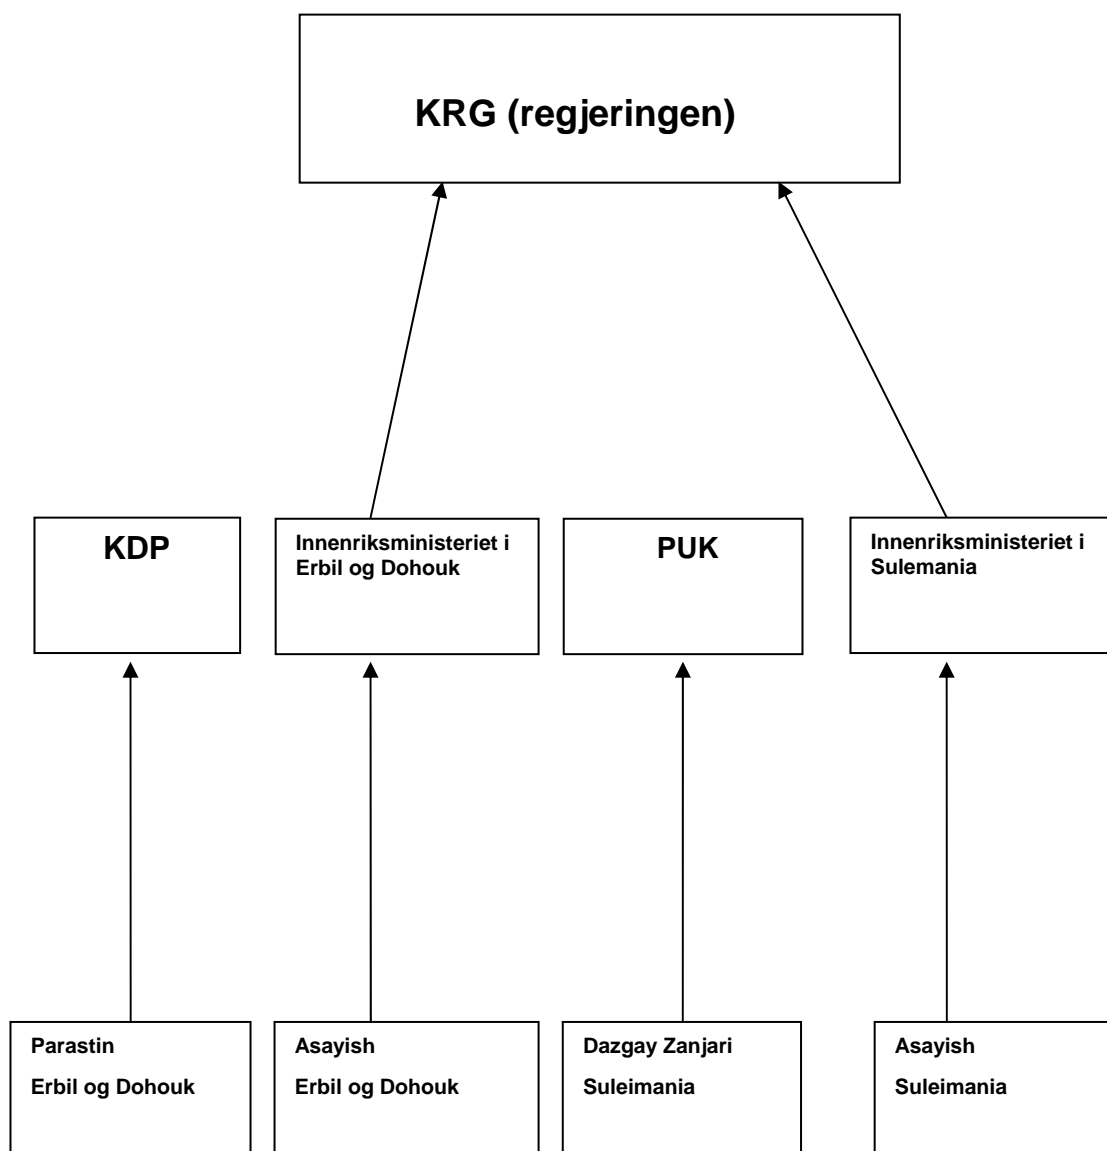 KRG (regjeringen)
KDP
Innenriksministeriet i
Erbil og Dohouk
PUK
Innenriksministeriet i
Sulemania
Parastin
Erbil og Dohouk
Asayish
Erbil og Dohouk
Dazgay Zanjari
Suleimania
Asayish
Suleimania